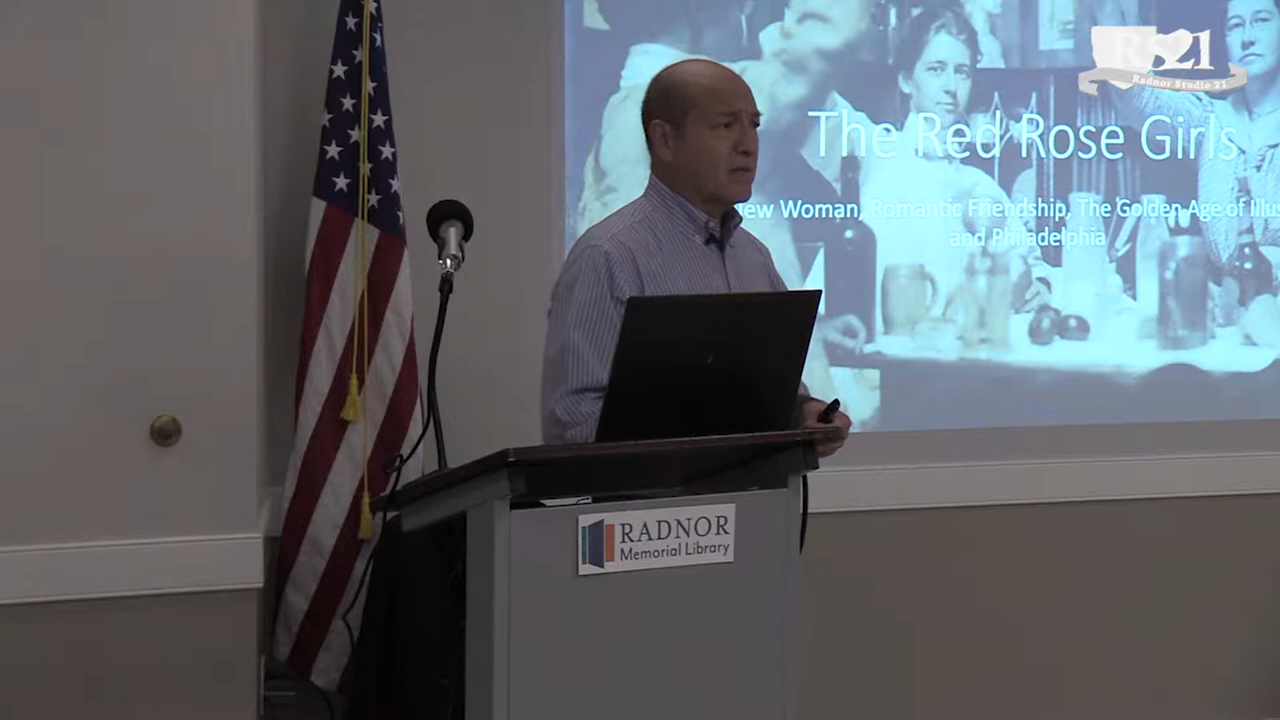 RS21
Radnor Studio 21
The Red Rose Girls
New Woman, Romantic Friendship, The Golden Age of
and Philadelphia
RADNOR
Memorial Library